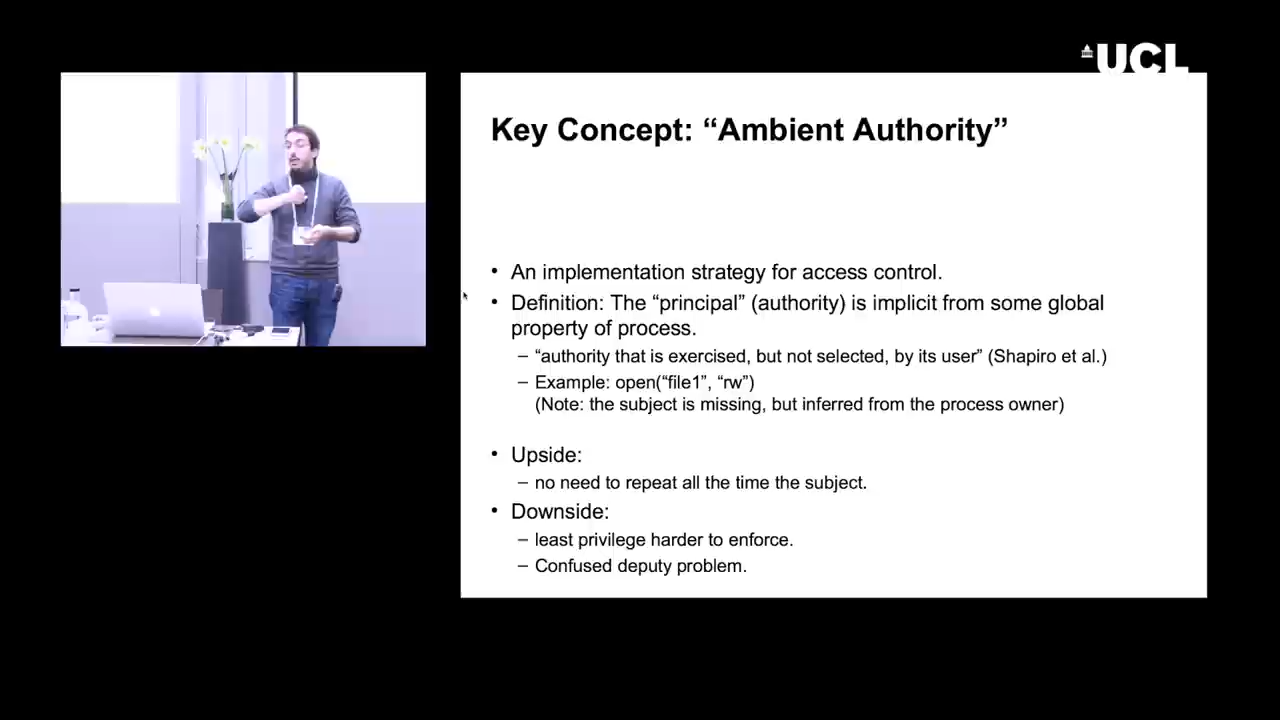 UCL
Key Concept: “Ambient Authority”
• An implementation strategy for access control.
• Definition: The “principal” (authority) is implicit from some global
property of process.
– “authority that is exercised, but not selected, by its user” (Shapiro et al.)
– Example: open(“file1”, “rw”)
(Note: the subject is missing, but inferred from the process owner)
• Upside:
– no need to repeat all the time the subject.
• Downside:
– least privilege harder to enforce.
– Confused deputy problem.